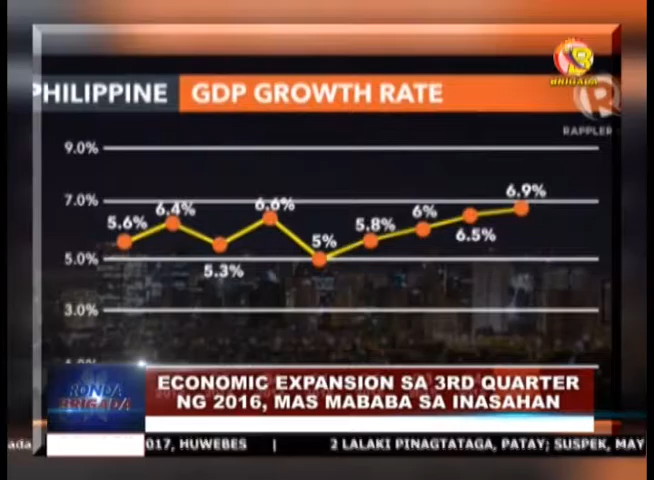 PHILIPPINE GDP GROWTH RATE
BRIGADA
RAPPLER
9.0%
7.0%
5.0%
3.0%
5.6%
6.4%
5.3%
6.6%
5%
5.8%
6%
6.5%
6.9%
RONDA
BRIGADA
ECONOMIC EXPANSION SA 3RD QUARTER
NG 2016, MAS MABABA SA INASAHAN
ada 017, HUWEBES | 2 LALAKI PINAGTATAGA, PATAY; SUSPEK, MAY